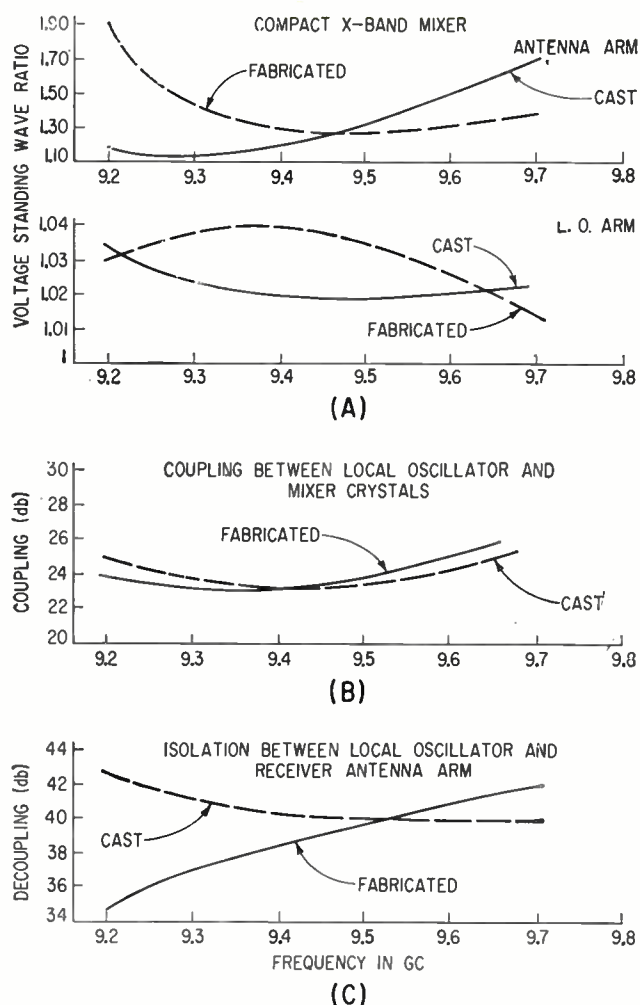 COMPACT X-BAND MIXER
ANTENNA ARM
FABRICATED
CAST
1.90
1.70
1.50
1.30
1.10
9.2 9.3 9.4 9.5 9.6 9.7 9.8
VOLTAGE STANDING WAVE RATIO
L.O. ARM
CAST
FABRICATED
1.04
1.03
1.02
1.01
1
9.2 9.3 9.4 9.5 9.6 9.7 9.8
(A)
COUPLING BETWEEN LOCAL OSCILLATOR AND
MIXER CRYSTALS
FABRICATED
CAST
COUPLING (db)
30
28
26
24
22
20
9.2 9.3 9.4 9.5 9.6 9.7 9.8
(B)
ISOLATION BETWEEN LOCAL OSCILLATOR AND
RECEIVER ANTENNA ARM
CAST
FABRICATED
DECOUPLING (db)
44
42
40
38
36
34
9.2 9.3 9.4 9.5 9.6 9.7 9.8
FREQUENCY IN GC
(C)